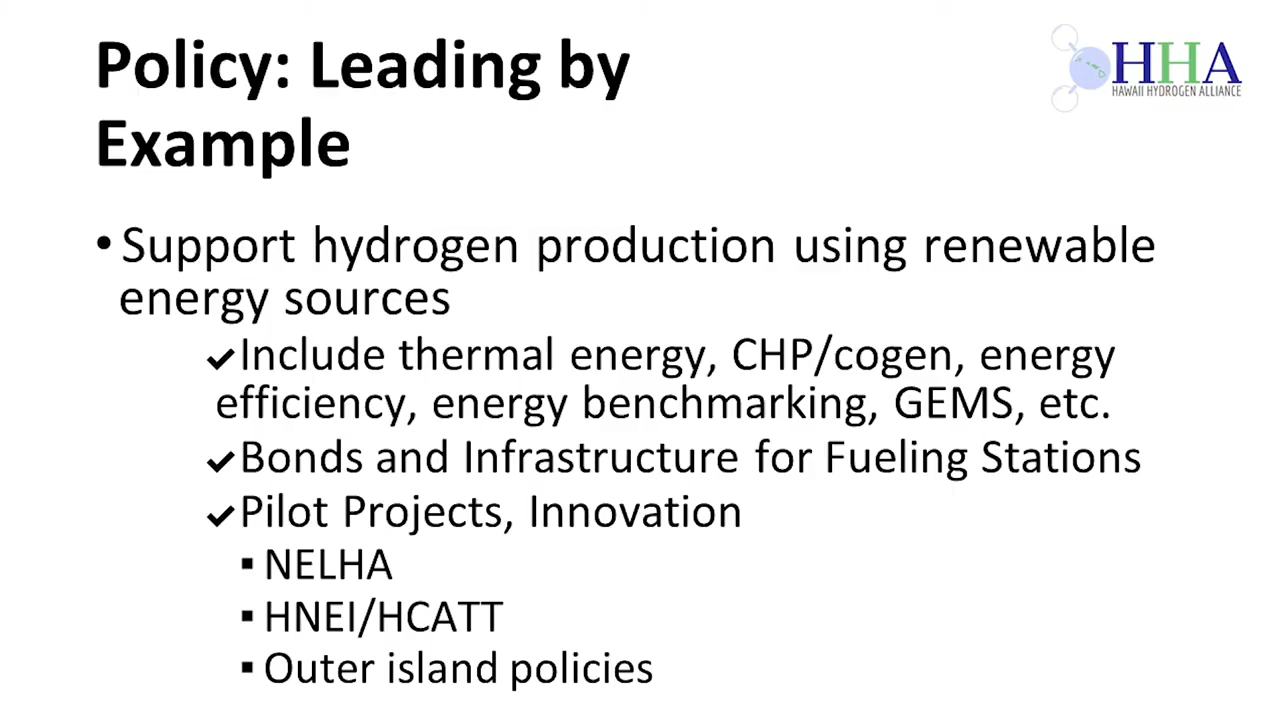 Policy: Leading by
Example
HHA
HAWAII HYDROGEN ALLIANCE
•Support hydrogen production using renewable
energy sources
✔Include thermal energy, CHP/cogen, energy
efficiency, energy benchmarking, GEMS, etc.
✔Bonds and Infrastructure for Fueling Stations
✔Pilot Projects, Innovation
▪NELHA
▪HNEI/HCATT
▪Outer island policies